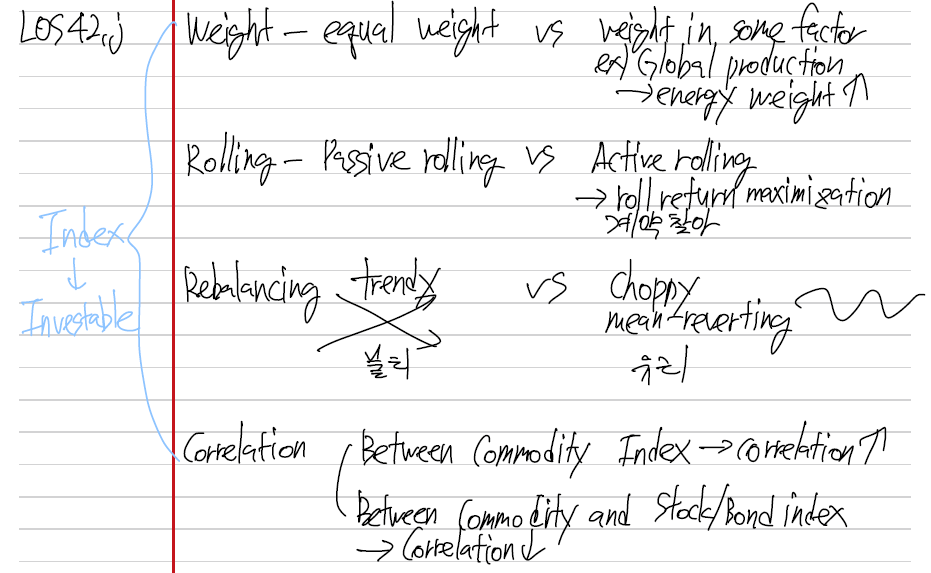 LOS42.j
Weight - equal weight vs weight in some factor
ex) Global production
→ energy weight ↑
Rolling - Passive rolling vs Active rolling
→ roll return maximization
계약 찾아
Index
↓
Investable
Rebalancing trendy vs Choppy
mean-reverting
불리
유리
Correlation Between Commodity Index → correlation ↑
Between Commodity and Stock/Bond index
→ Correlation ↓